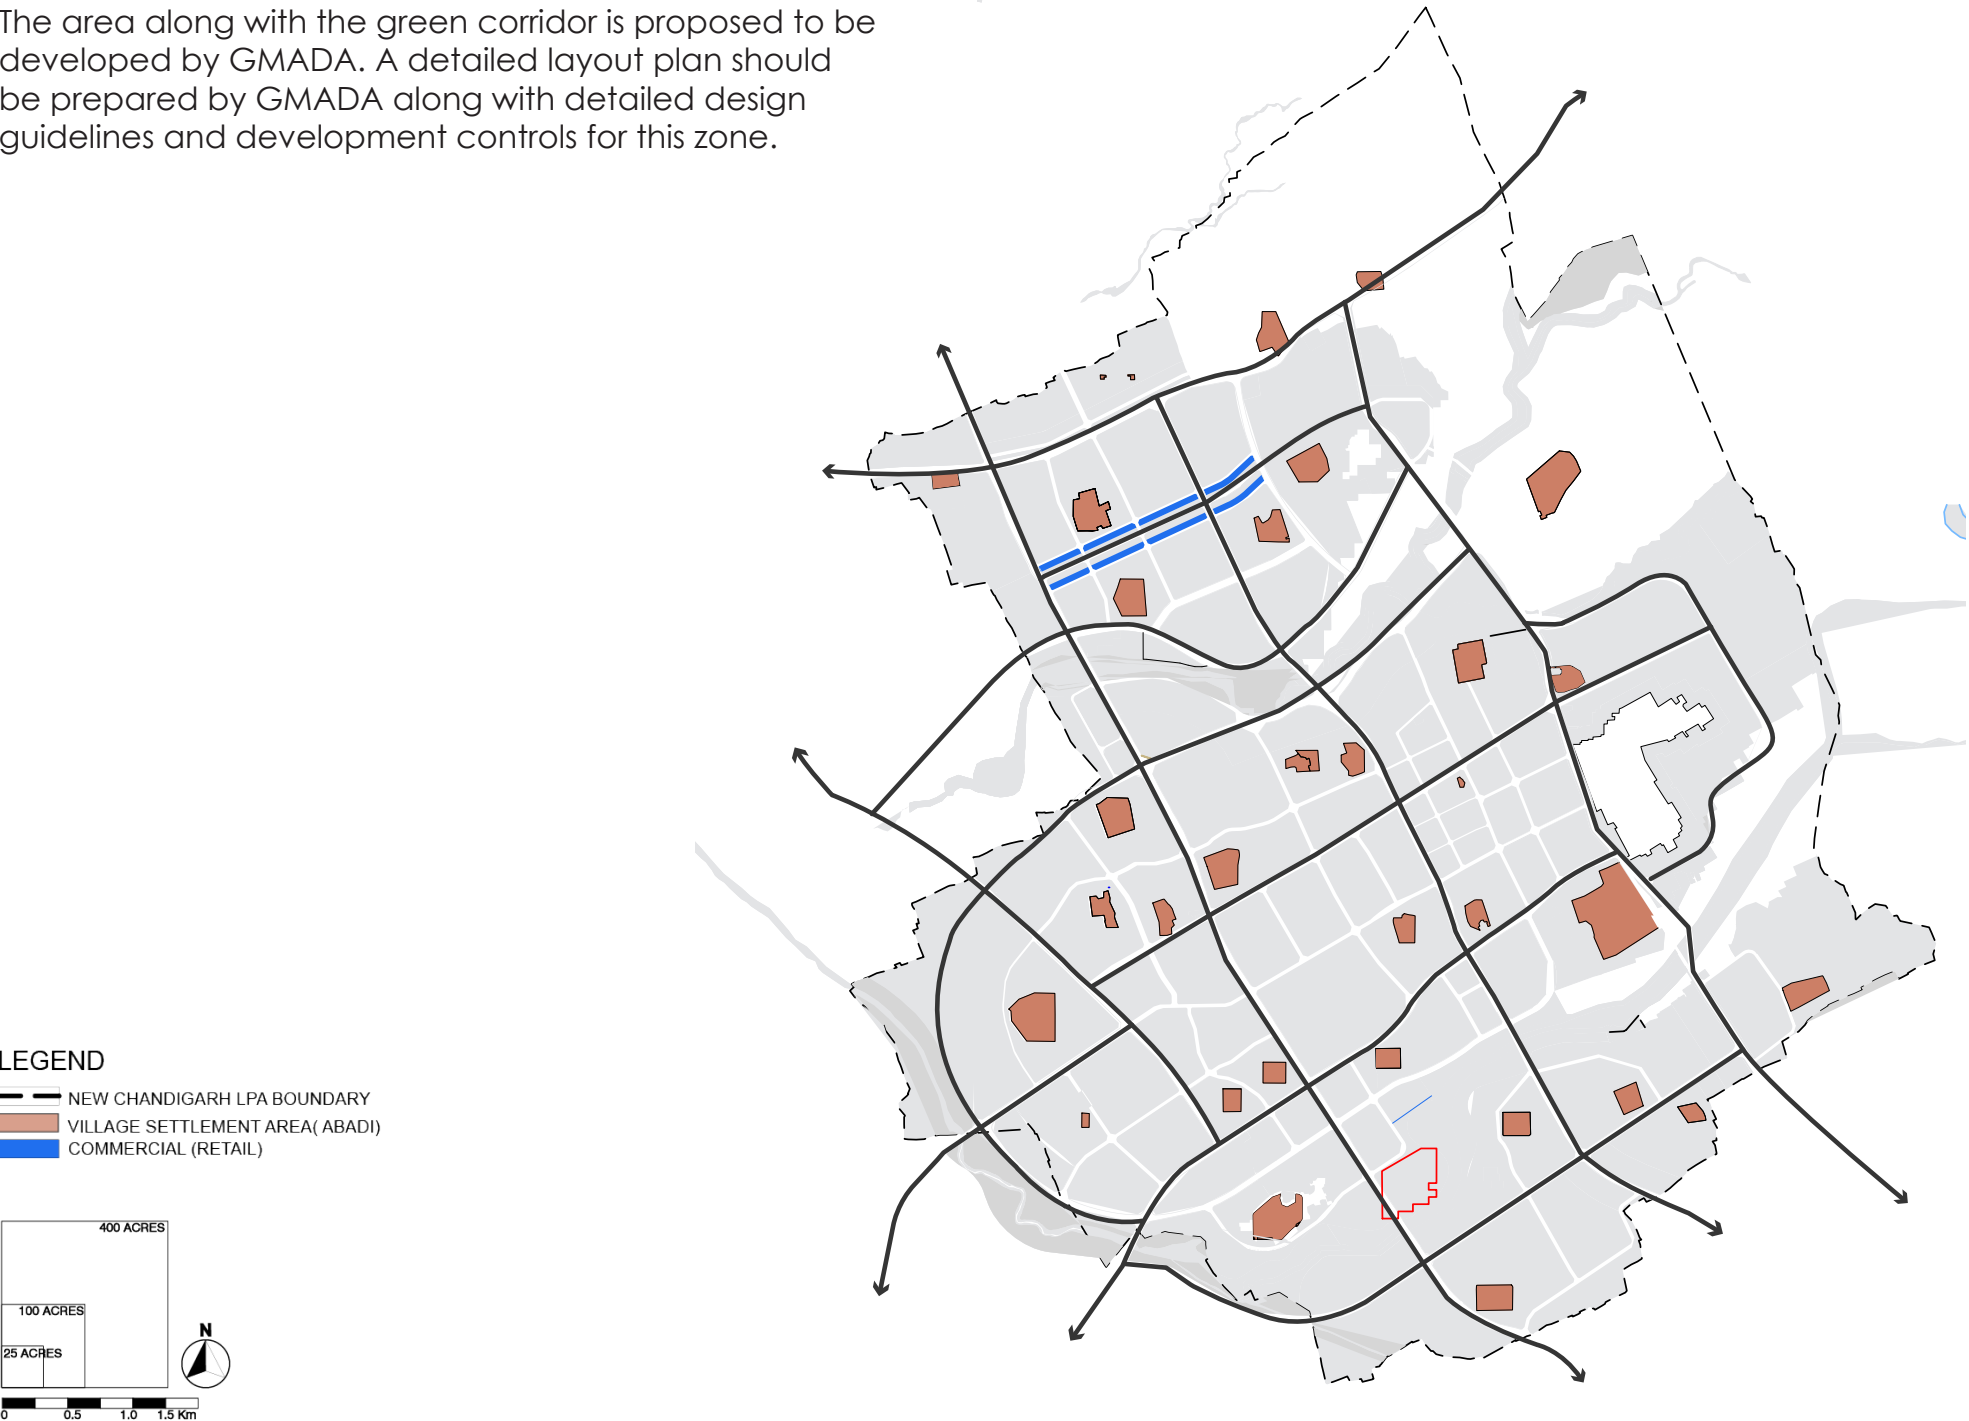 The area along with the green corridor is proposed to be
developed by GMADA. A detailed layout plan should
be prepared by GMADA along with detailed design
guidelines and development controls for this zone.
LEGEND
NEW CHANDIGARH LPA BOUNDARY
VILLAGE SETTLEMENT AREA( ABADI)
COMMERCIAL (RETAIL)
400 ACRES
100 ACRES
25 ACRES
N
0 0.5 1.0 1.5 Km